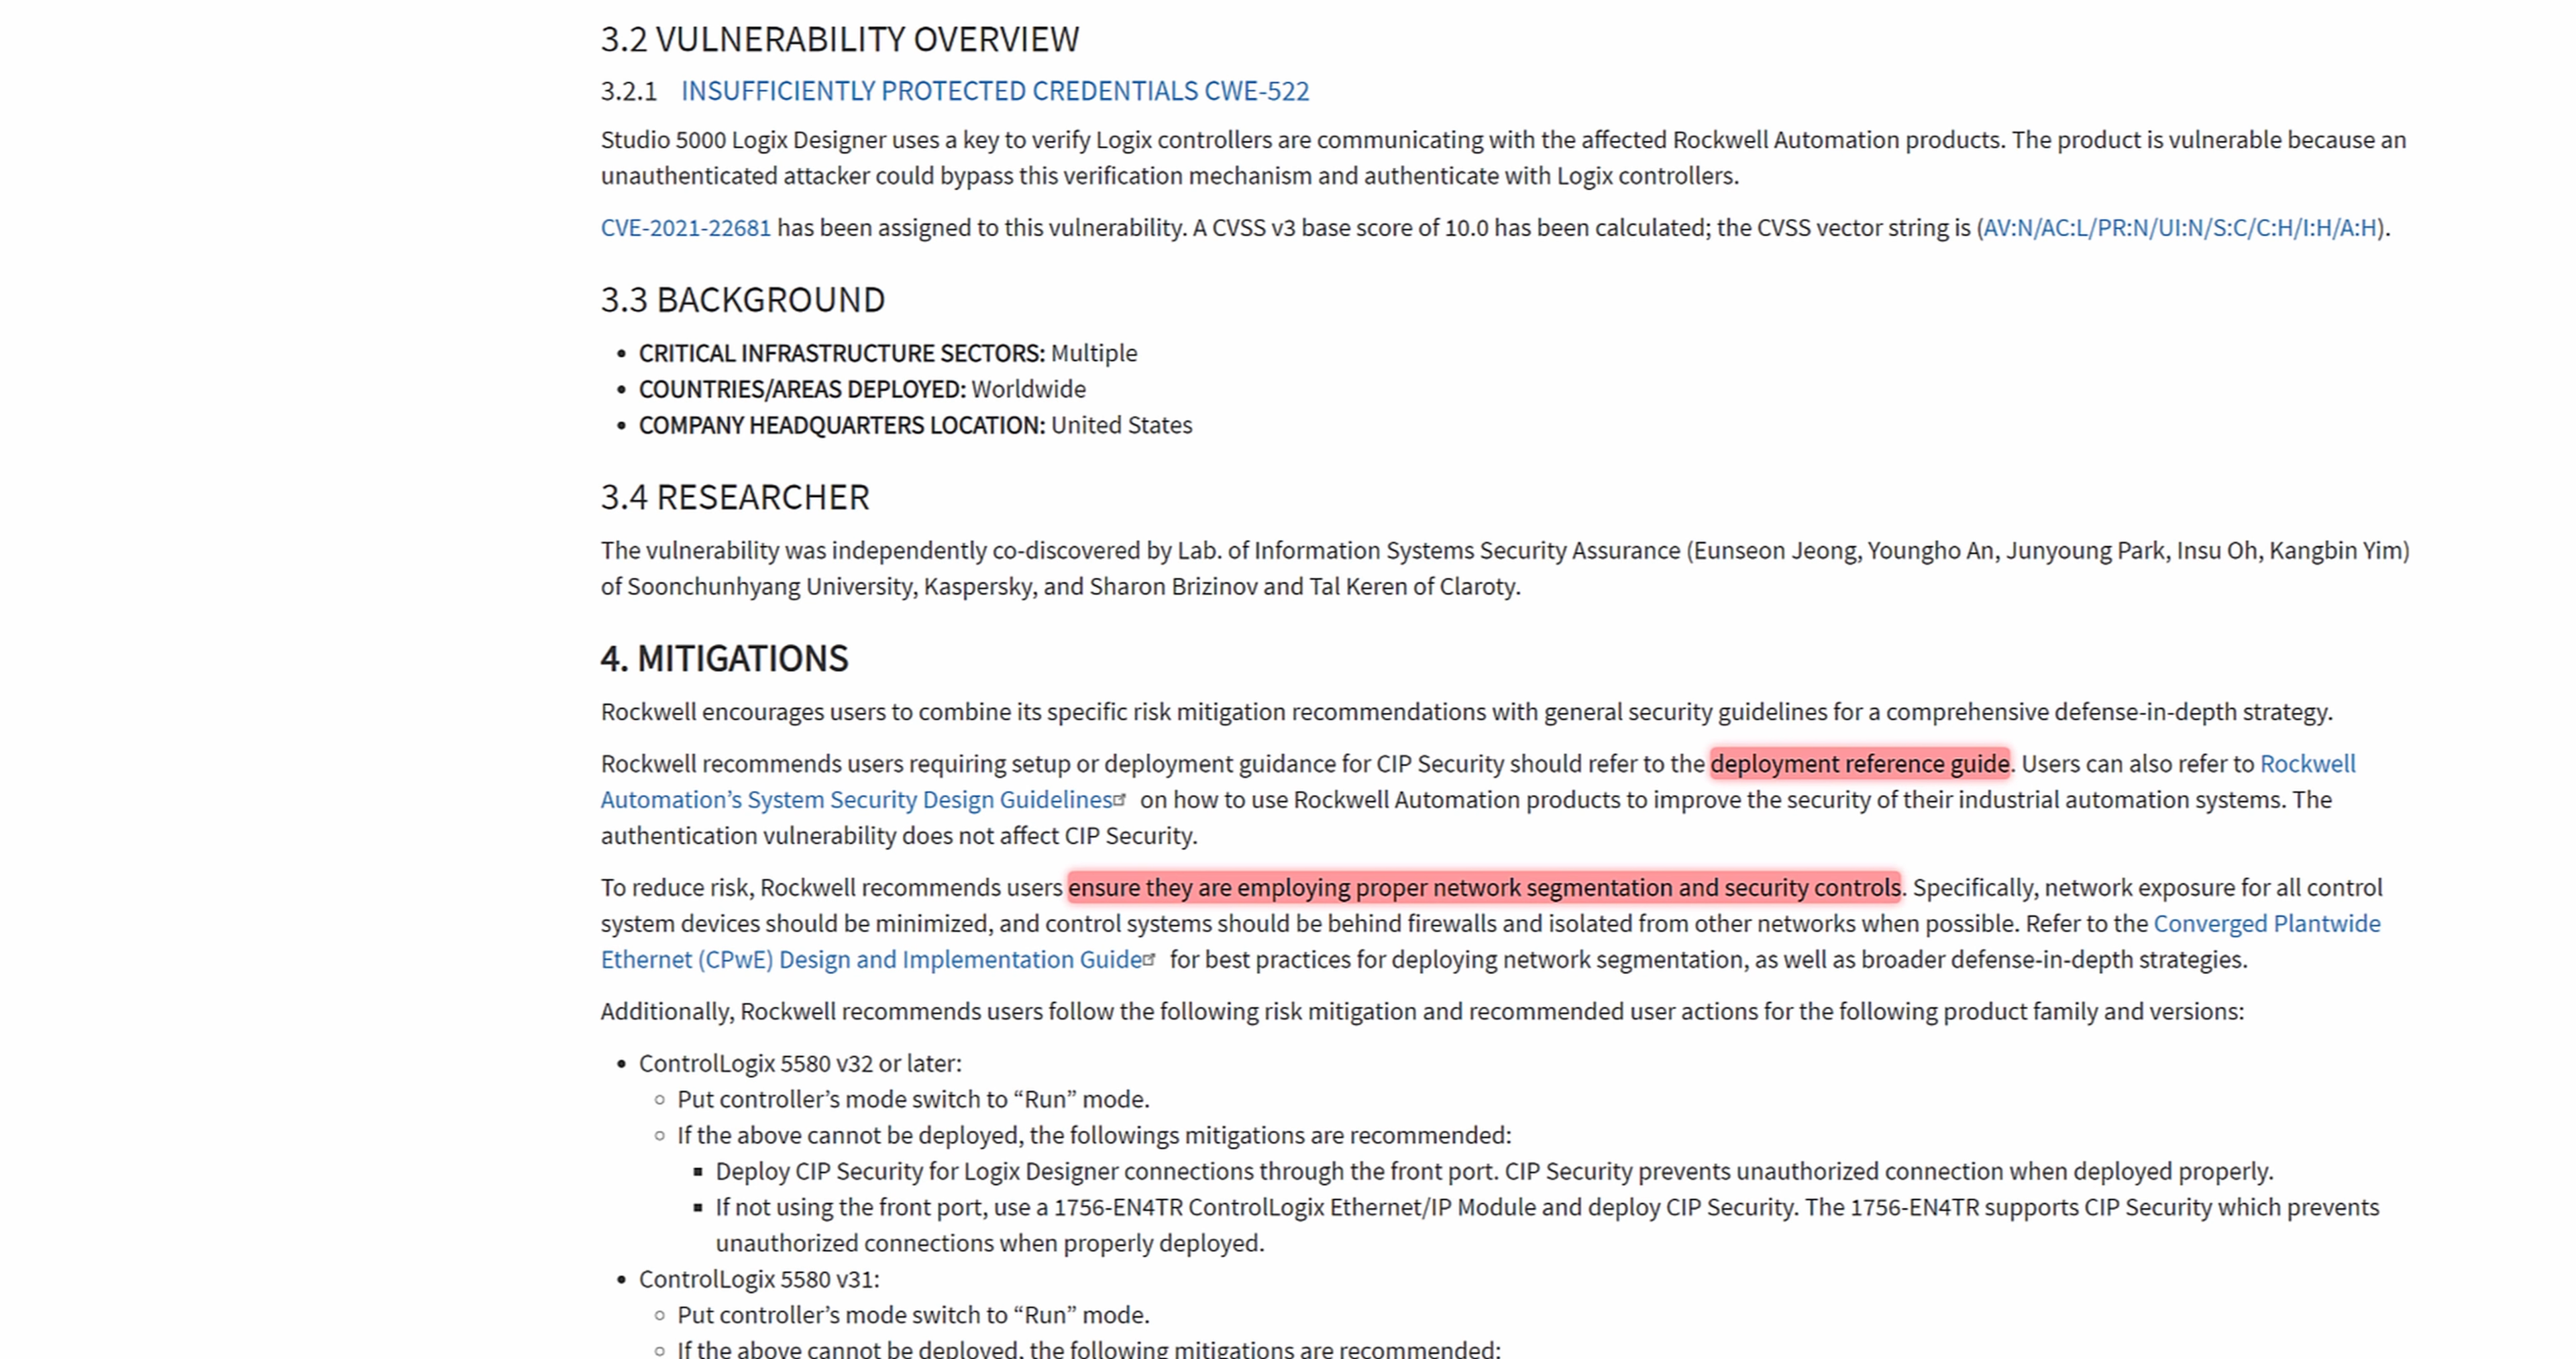 3.2 VULNERABILITY OVERVIEW
3.2.1 INSUFFICIENTLY PROTECTED CREDENTIALS CWE-522
Studio 5000 Logix Designer uses a key to verify Logix controllers are communicating with the affected Rockwell Automation products. The product is vulnerable because an
unauthenticated attacker could bypass this verification mechanism and authenticate with Logix controllers.
CVE-2021-22681 has been assigned to this vulnerability. A CVSS v3 base score of 10.0 has been calculated; the CVSS vector string is (AV:N/AC:L/PR:N/UI:N/S:C/C:H/I:H/A:H).
3.3 BACKGROUND
• CRITICAL INFRASTRUCTURE SECTORS: Multiple
• COUNTRIES/AREAS DEPLOYED: Worldwide
• COMPANY HEADQUARTERS LOCATION: United States
3.4 RESEARCHER
The vulnerability was independently co-discovered by Lab. of Information Systems Security Assurance (Eunseon Jeong, Youngho An, Junyoung Park, Insu Oh, Kangbin Yim)
of Soonchunhyang University, Kaspersky, and Sharon Brizinov and Tal Keren of Claroty.
4. MITIGATIONS
Rockwell encourages users to combine its specific risk mitigation recommendations with general security guidelines for a comprehensive defense-in-depth strategy.
Rockwell recommends users requiring setup or deployment guidance for CIP Security should refer to the deployment reference guide. Users can also refer to Rockwell
Automation’s System Security Design Guidelines on how to use Rockwell Automation products to improve the security of their industrial automation systems. The
authentication vulnerability does not affect CIP Security.
To reduce risk, Rockwell recommends users ensure they are employing proper network segmentation and security controls. Specifically, network exposure for all control
system devices should be minimized, and control systems should be behind firewalls and isolated from other networks when possible. Refer to the Converged Plantwide
Ethernet (CPwE) Design and Implementation Guide for best practices for deploying network segmentation, as well as broader defense-in-depth strategies.
Additionally, Rockwell recommends users follow the following risk mitigation and recommended user actions for the following product family and versions:
• ControlLogix 5580 v32 or later:
◦ Put controller’s mode switch to “Run” mode.
◦ If the above cannot be deployed, the followings mitigations are recommended:
▪ Deploy CIP Security for Logix Designer connections through the front port. CIP Security prevents unauthorized connection when deployed properly.
▪ If not using the front port, use a 1756-EN4TR ControlLogix Ethernet/IP Module and deploy CIP Security. The 1756-EN4TR supports CIP Security which prevents
unauthorized connections when properly deployed.
• ControlLogix 5580 v31:
◦ Put controller’s mode switch to “Run” mode.
◦ If the above cannot be deployed, the following mitigations are recommended: